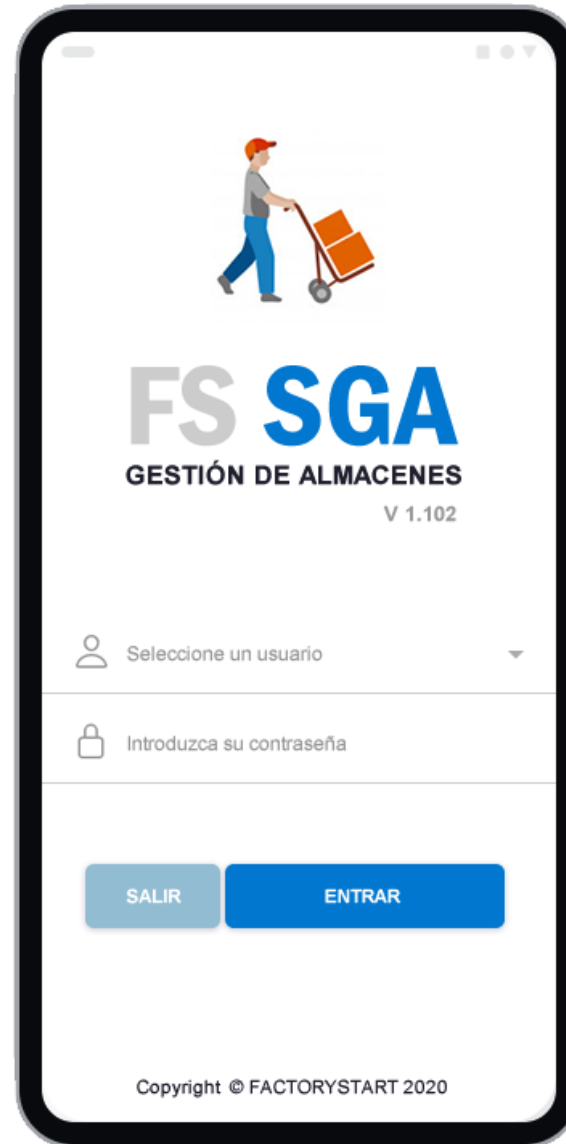 FS SGA
GESTIÓN DE ALMACENES
V 1.102
Seleccione un usuario
Introduzca su contraseña
SALIR ENTRAR
Copyright © FACTORYSTART 2020